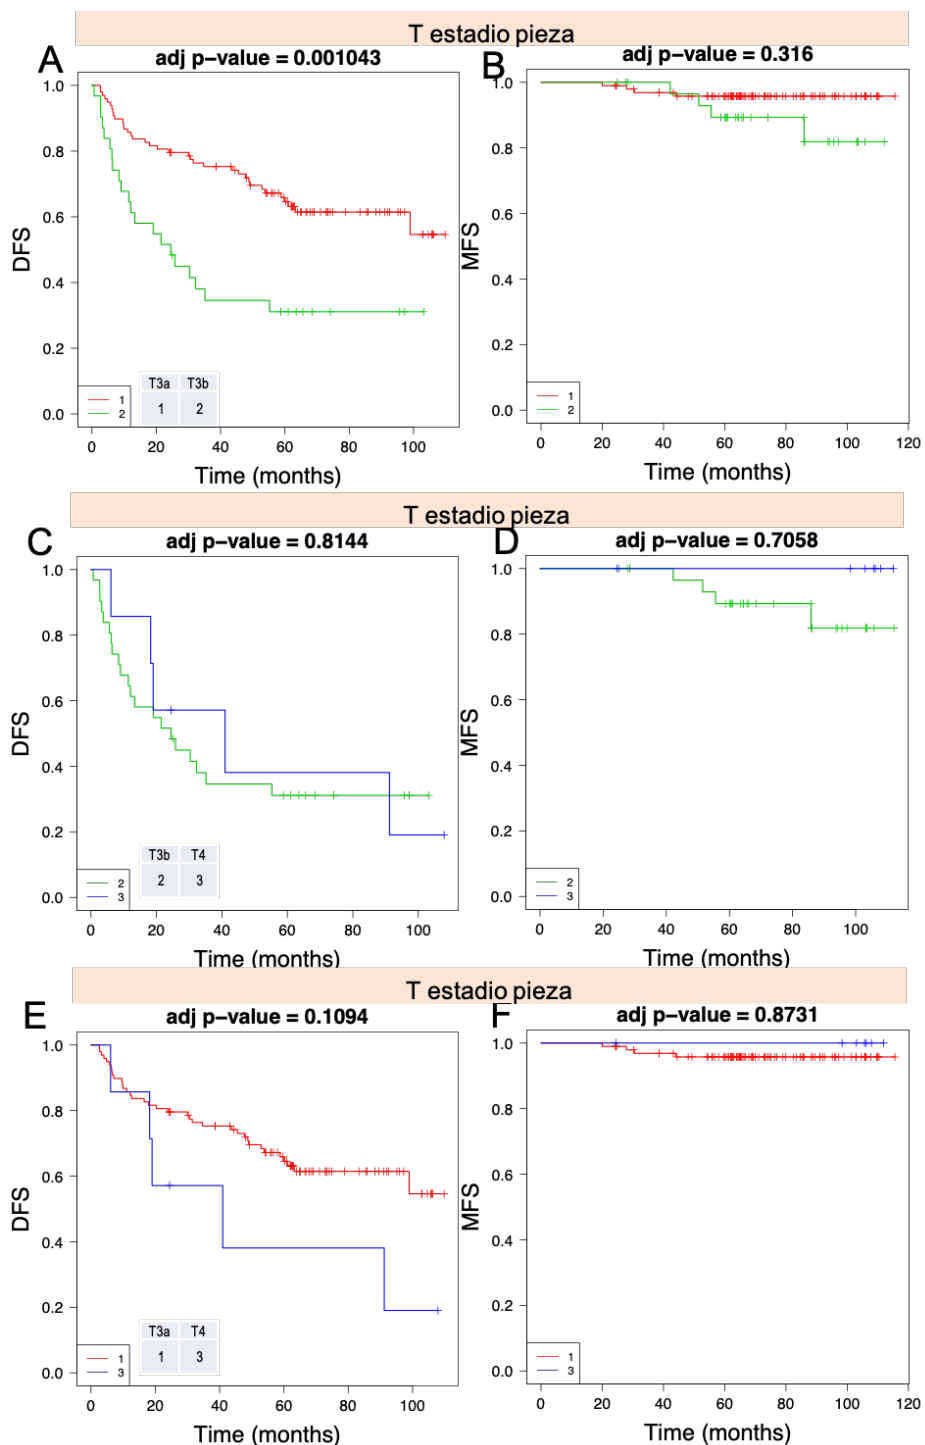 T estadio pieza
A
adj p-value = 0.001043
DFS
1.0
0.8
0.6
0.4
0.2
0.0
1
2
T3a T3b
1 2
0 20 40 60 80 100
Time (months)
B
adj p-value = 0.316
MFS
1.0
0.8
0.6
0.4
0.2
0.0
1
2
0 20 40 60 80 100 120
Time (months)
T estadio pieza
C
adj p-value = 0.8144
DFS
1.0
0.8
0.6
0.4
0.2
0.0
2
3
T3b T4
2 3
0 20 40 60 80 100
Time (months)
D
adj p-value = 0.7058
MFS
1.0
0.8
0.6
0.4
0.2
0.0
2
3
0 20 40 60 80 100
Time (months)
T estadio pieza
E
adj p-value = 0.1094
DFS
1.0
0.8
0.6
0.4
0.2
0.0
1
3
T3a T4
1 3
0 20 40 60 80 100
Time (months)
F
adj p-value = 0.8731
MFS
1.0
0.8
0.6
0.4
0.2
0.0
1
3
0 20 40 60 80 100 120
Time (months)